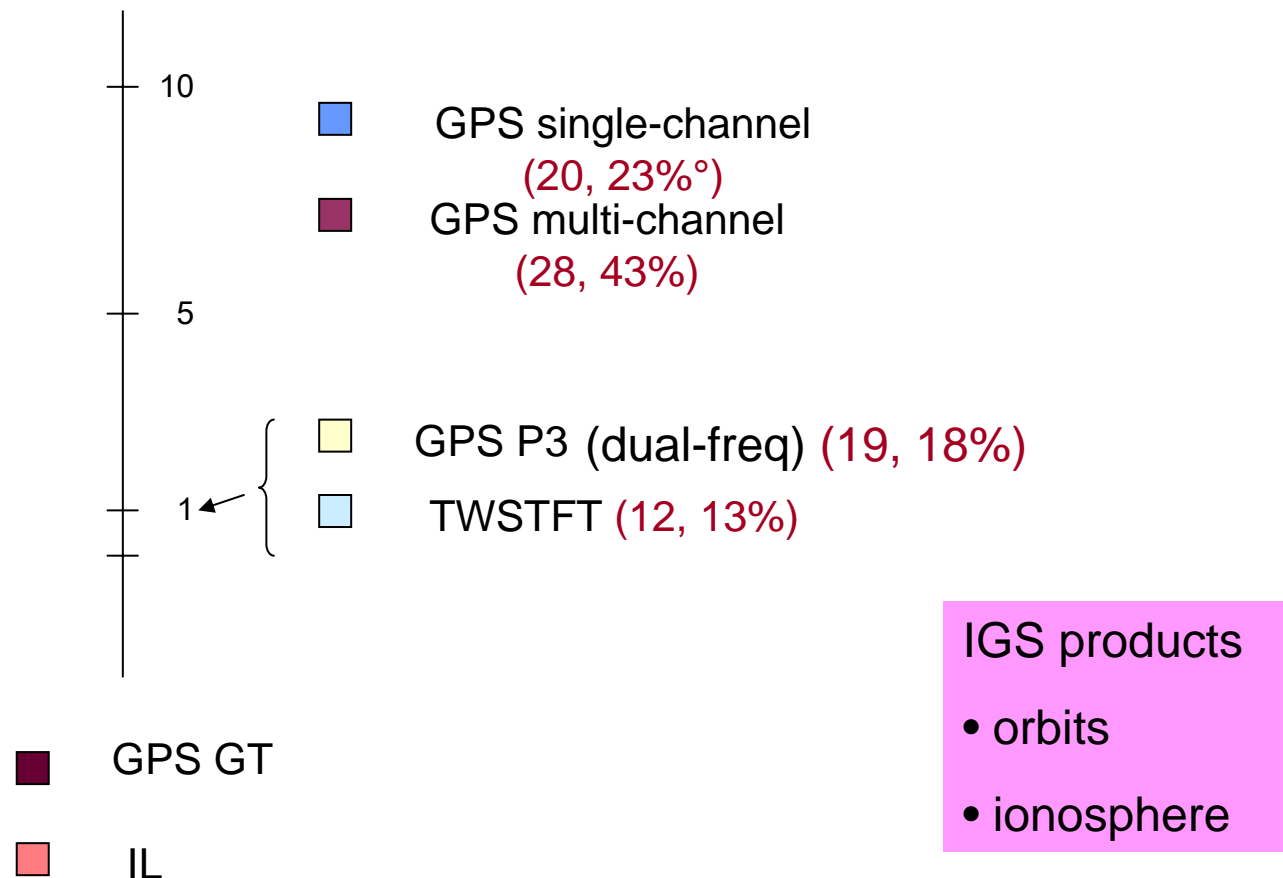 10
GPS single-channel
(20, 23%°)
GPS multi-channel
(28, 43%)
5
GPS P3 (dual-freq) (19, 18%)
1
TWSTFT (12, 13%)
IGS products
• orbits
• ionosphere
GPS GT
IL